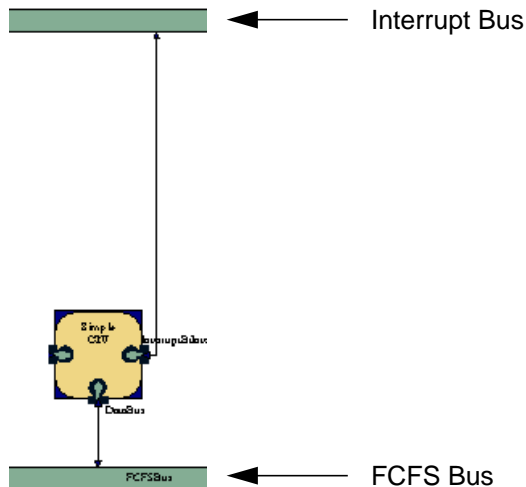 Interrupt Bus
Simple
CPU
DataBus
FCFSBus
FCFS Bus